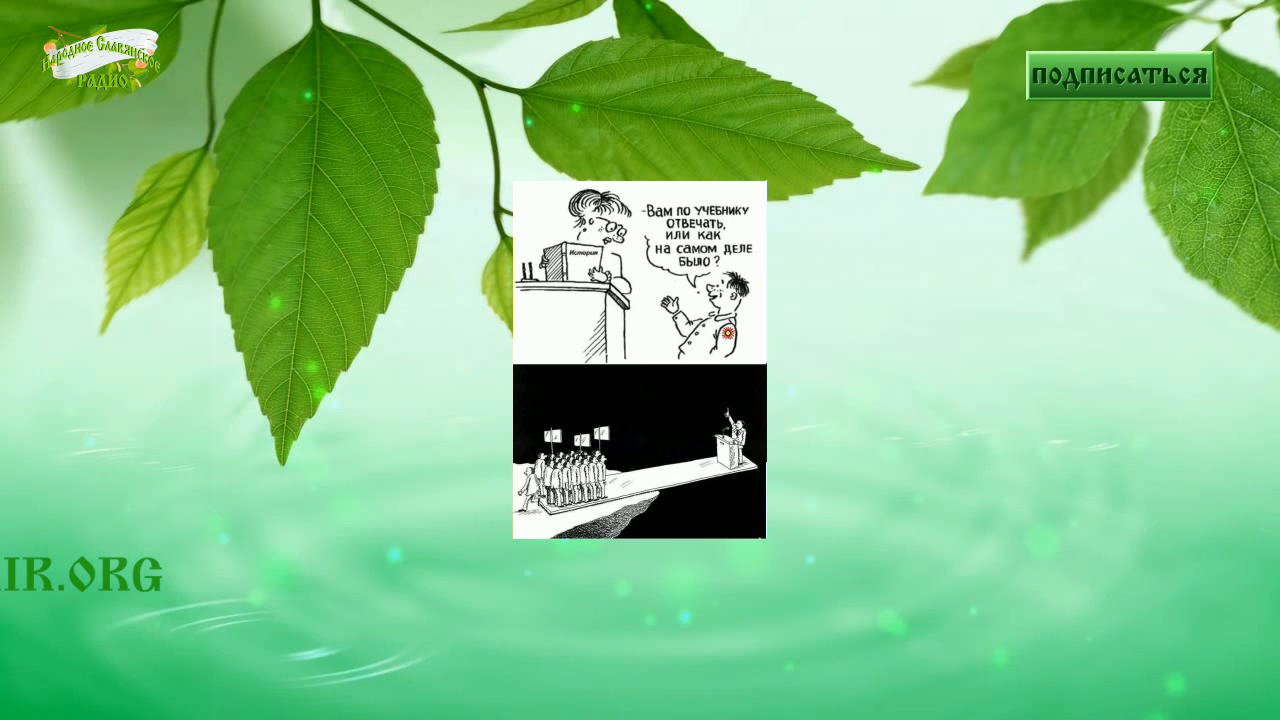 Народное Славянское
РАДИО
ПОДПИСАТЬСЯ
-ВАМ ПО УЧЕБНИКУ
ОТВЕЧАТЬ,
ИЛИ КАК
НА САМОМ ДЕЛЕ
БЫЛО?
История
IR.ORG